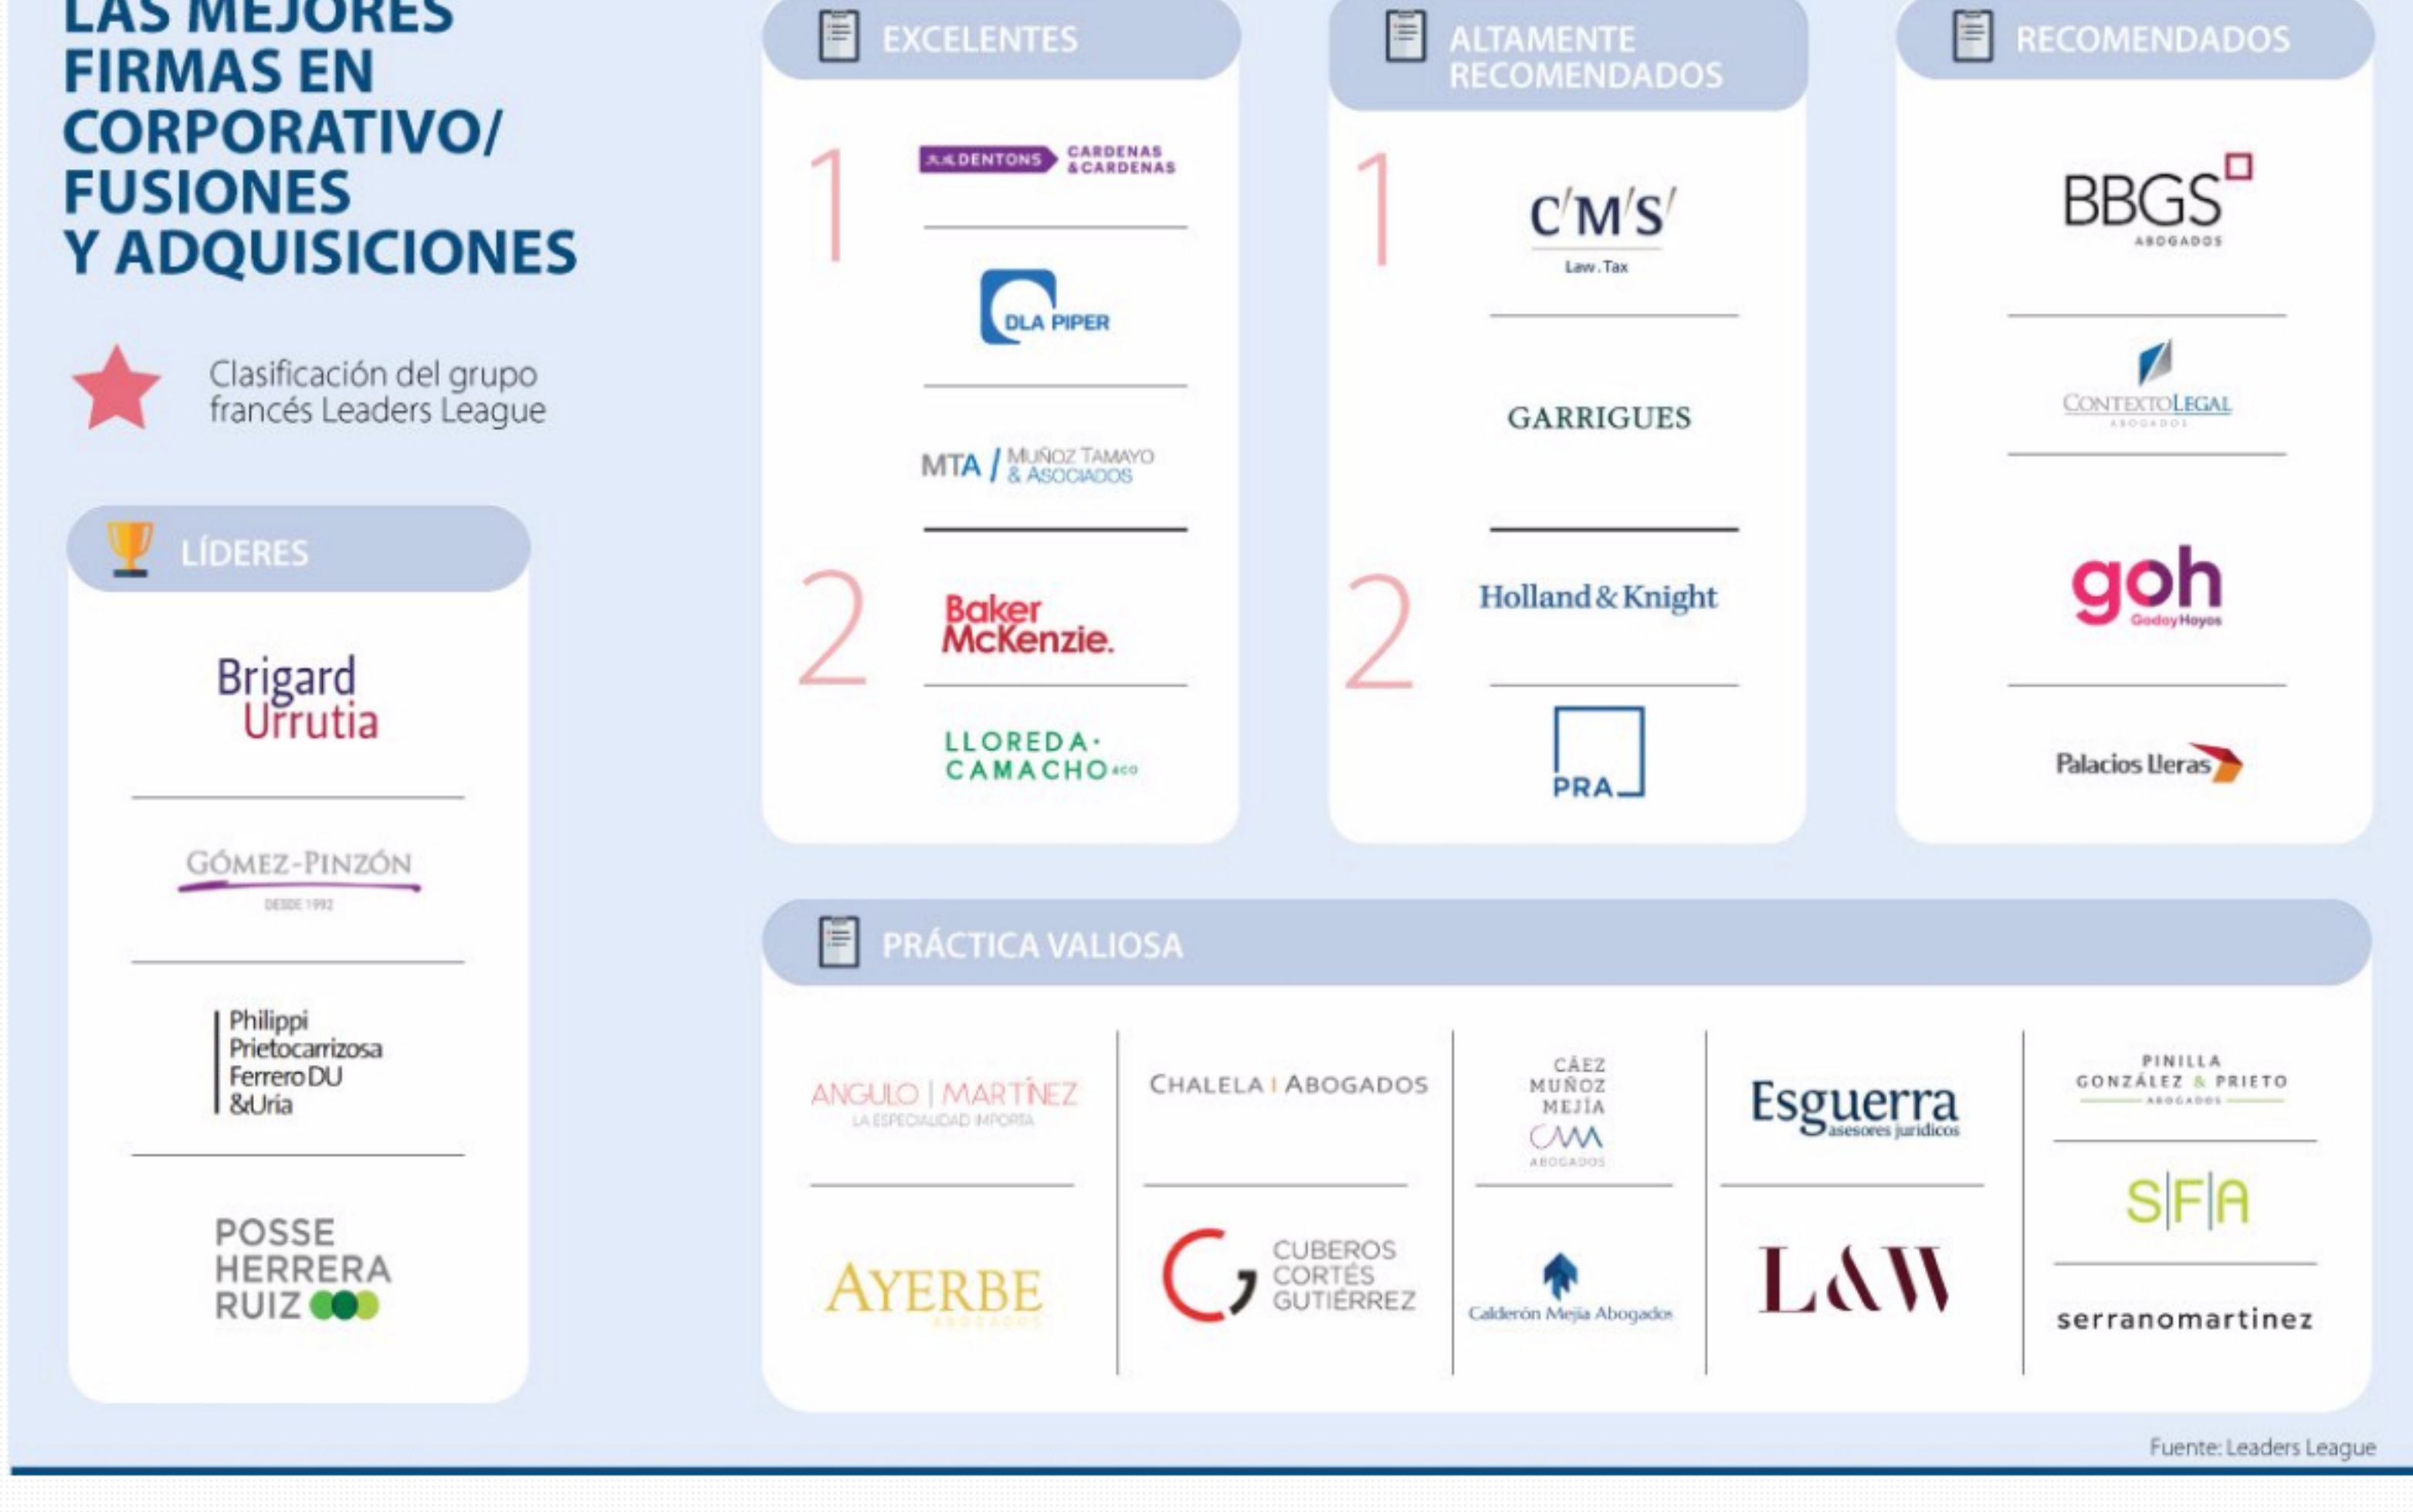 LAS MEJORES
FIRMAS EN
CORPORATIVO/
FUSIONES
Y ADQUISICIONES
Clasificación del grupo
francés Leaders League
LÍDERES
Brigard
Urrutia
GÓMEZ-PINZÓN
DESDE 1992
Philippi
Prietocarrizosa
Ferrero DU
&Uría
POSSE
HERRERA
RUIZ
EXCELENTES
1
DENTONS
CARDENAS
&CARDENAS
DLA PIPER
MTA / MUÑOZ TAMAYO
& ASOCIADOS
2
Baker
McKenzie.
LLOREDA·
CAMACHO &CO
ALTAMENTE
RECOMENDADOS
1
C/M/S/
Law.Tax
GARRIGUES
2
Holland & Knight
PRA
RECOMENDADOS
BBGS
ABOGADOS
CONTEXTOLEGAL
ABOGADOS
goh
GodoyHoyos
Palacios Lleras
PRÁCTICA VALIOSA
ANGULO | MARTÍNEZ
LA ESPECIALIDAD IMPORTA
AYERBE
ABOGADOS
CHALELA | ABOGADOS
CUBEROS
CORTÉS
GUTIÉRREZ
CÁEZ
MUÑOZ
MEJÍA
CMA
ABOGADOS
Calderón Mejía Abogados
Esguerra
asesores jurídicos
L&W
PINILLA
GONZÁLEZ & PRIETO
ABOGADOS
S|F|A
serranomartinez
Fuente: Leaders League